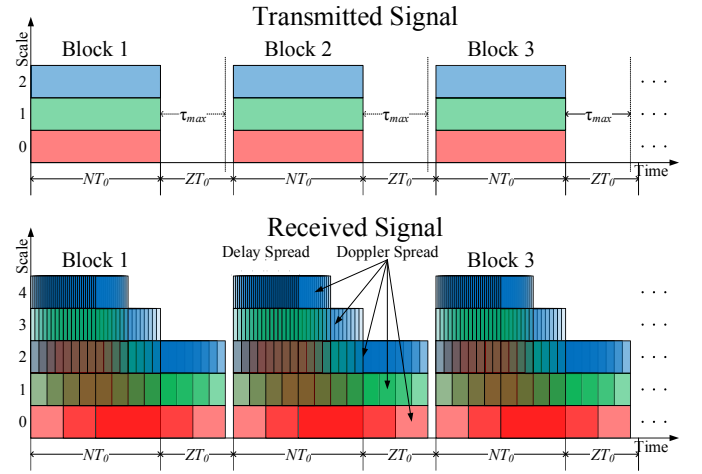 Transmitted Signal
Scale
Block 1 Block 2 Block 3
2
1
0
τmax τmax τmax
· · ·
· · ·
· · ·
Time
NT0 ZT0 NT0 ZT0 NT0 ZT0
Received Signal
Scale
Block 1 Delay Spread Doppler Spread Block 3
4
3
2
1
0
· · ·
· · ·
· · ·
· · ·
· · ·
Time
NT0 ZT0 NT0 ZT0 NT0 ZT0